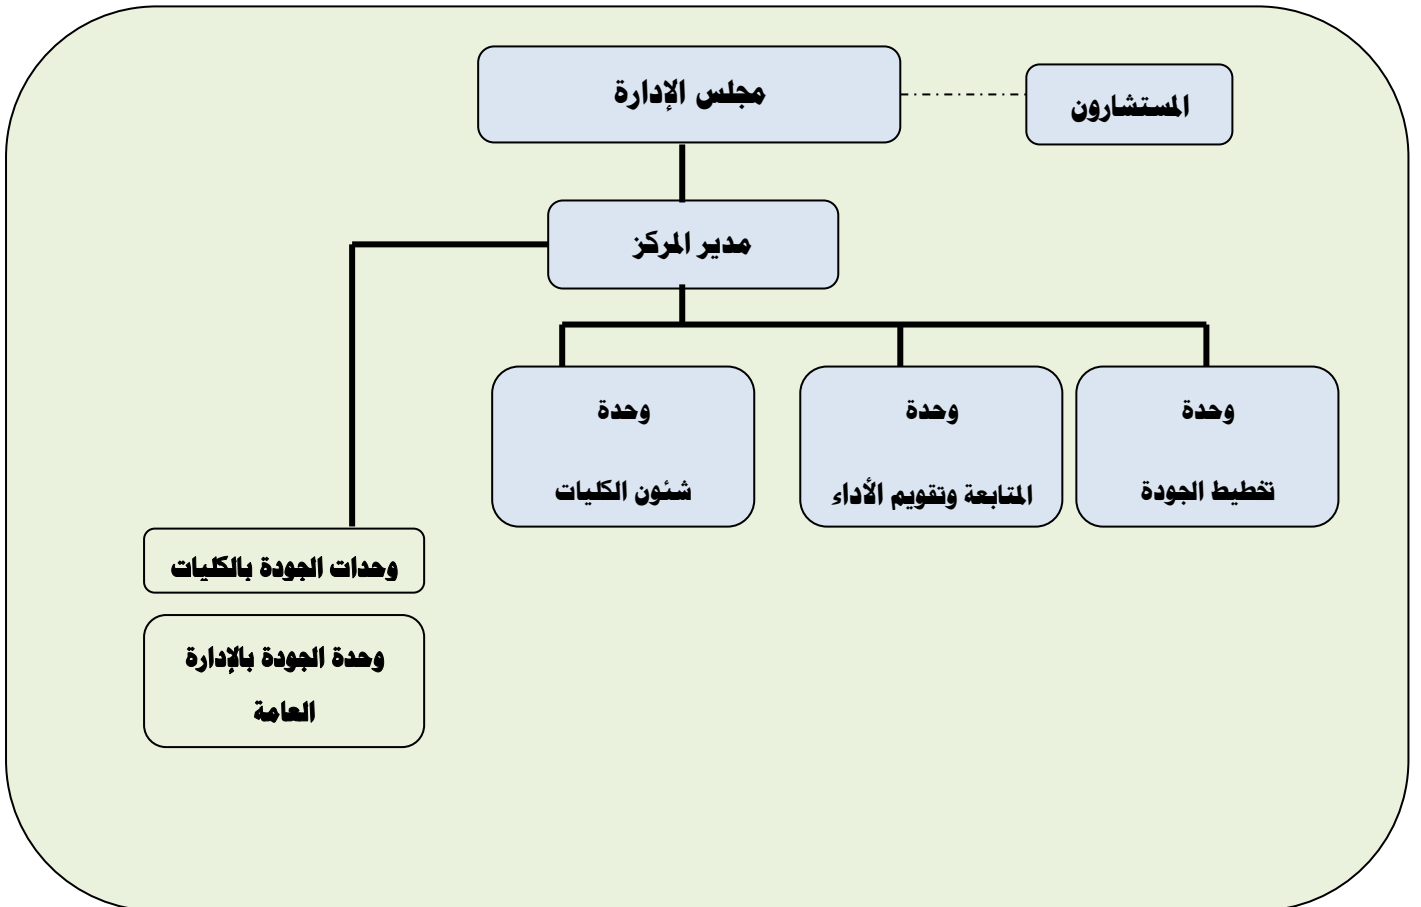 مجلس الإدارة
المستشارون
مدير المركز
وحدة
تخطيط الجودة
وحدة
المتابعة وتقويم الأداء
وحدة
شئون الكليات
وحدات الجودة بالكليات
وحدة الجودة بالإدارة
العامة